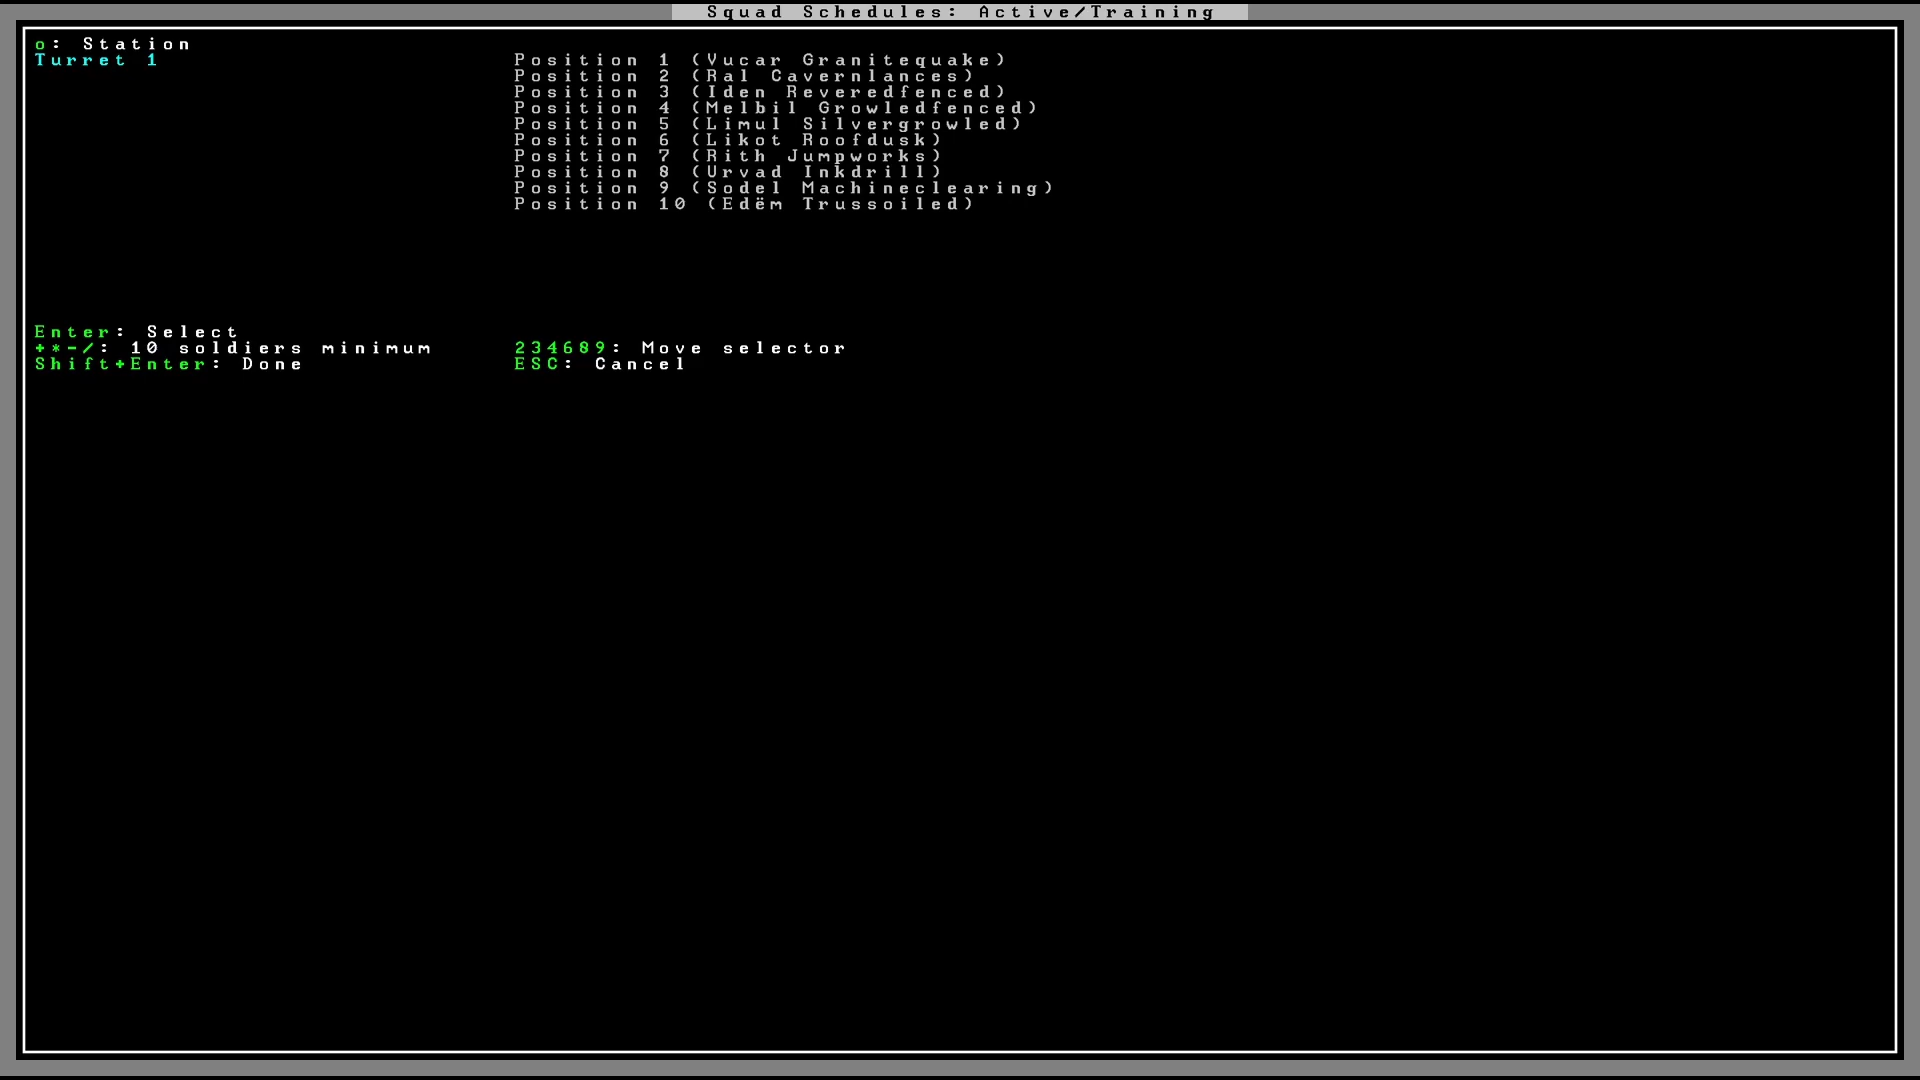 Squad Schedules: Active/Training
o: Station
Turret 1
Position 1 (Vucar Granitequake)
Position 2 (Ral Cavernlances)
Position 3 (Iden Reveredfenced)
Position 4 (Melbil Growledfenced)
Position 5 (Limul Silvergrowled)
Position 6 (Likot Roofdusk)
Position 7 (Rith Jumpworks)
Position 8 (Urvad Inkdrill)
Position 9 (Sodel Machineclearing)
Position 10 (Edëm Trussoiled)
Enter: Select
+*-/: 10 soldiers minimum
234689: Move selector
Shift+Enter: Done
ESC: Cancel